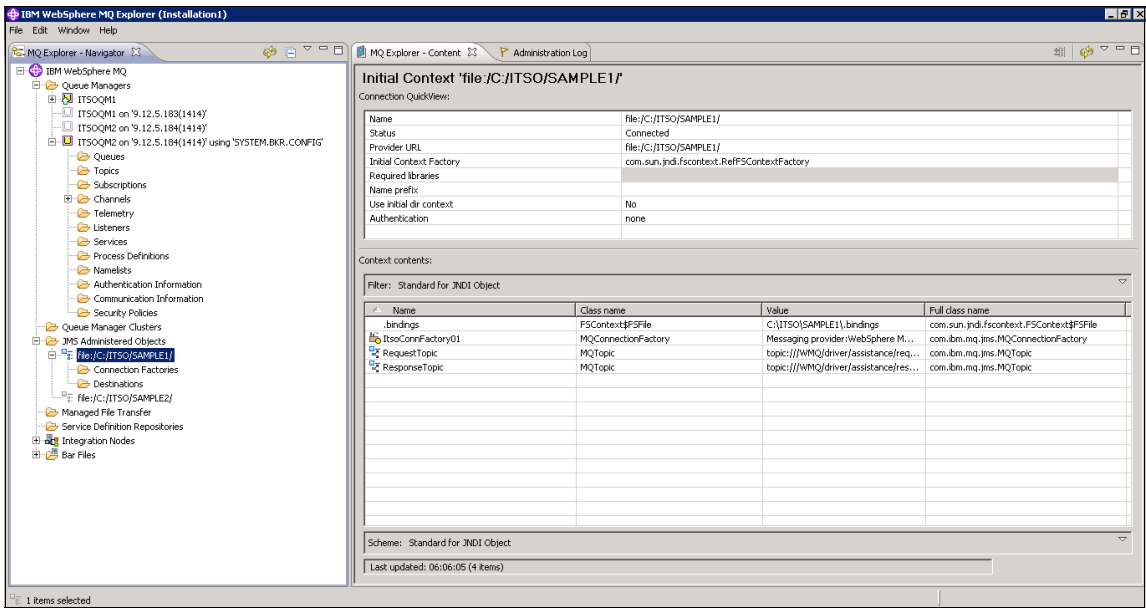 IBM WebSphere MQ Explorer (Installation1)
File Edit Window Help
MQ Explorer - Navigator
IBM WebSphere MQ
Queue Managers
ITSOQM1
ITSOQM1 on '9.12.5.183(1414)'
ITSOQM2 on '9.12.5.184(1414)'
ITSOQM2 on '9.12.5.184(1414)' using 'SYSTEM.BKR.CONFIG'
Queues
Topics
Subscriptions
Channels
Telemetry
Listeners
Services
Process Definitions
Namelists
Authentication Information
Communication Information
Security Policies
Queue Manager Clusters
JMS Administered Objects
file:/C:/ITSO/SAMPLE1/
Connection Factories
Destinations
file:/C:/ITSO/SAMPLE2/
Managed File Transfer
Service Definition Repositories
Integration Nodes
Bar Files
MQ Explorer - Content Administration Log
Initial Context 'file:/C:/ITSO/SAMPLE1/'
Connection QuickView:
Name file:/C:/ITSO/SAMPLE1/
Status Connected
Provider URL file:/C:/ITSO/SAMPLE1/
Initial Context Factory com.sun.jndi.fscontext.RefFSContextFactory
Required libraries
Name prefix
Use initial dir context No
Authentication none
Context contents:
Filter: Standard for JNDI Object
Name Class name Value Full class name
.bindings FSContext$FSFile C:\ITSO\SAMPLE1\.bindings com.sun.jndi.fscontext.FSContext$FSFile
ItsoConnFactory01 MQConnectionFactory Messaging provider:WebSphere M... com.ibm.mq.jms.MQConnectionFactory
RequestTopic MQTopic topic:///WMQ/driver/assistance/req... com.ibm.mq.jms.MQTopic
ResponseTopic MQTopic topic:///WMQ/driver/assistance/res... com.ibm.mq.jms.MQTopic
Scheme: Standard for JNDI Object
Last updated: 06:06:05 (4 items)
1 items selected